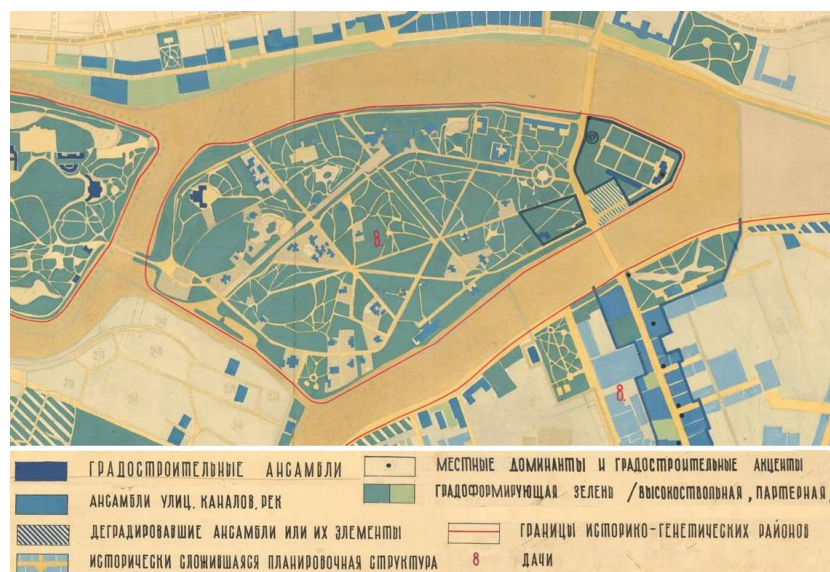 8.
8.
ГРАДОСТРОИТЕЛЬНЫЕ АНСАМБЛИ
АНСАМБЛИ УЛИЦ, КАНАЛОВ, РЕК
ДЕГРАДИРОВАВШИЕ АНСАМБЛИ ИЛИ ИХ ЭЛЕМЕНТЫ
ИСТОРИЧЕСКИ СЛОЖИВШАЯСЯ ПЛАНИРОВОЧНАЯ СТРУКТУРА
МЕСТНЫЕ ДОМИНАНТЫ И ГРАДОСТРОИТЕЛЬНЫЕ АКЦЕНТЫ
ГРАДОФОРМИРУЮЩАЯ ЗЕЛЕНЬ /ВЫСОКОСТВОЛЬНАЯ, ПАРТЕРНАЯ,
ГРАНИЦЫ ИСТОРИКО-ГЕНЕТИЧЕСКИХ РАЙОНОВ
8 ДАЧИ